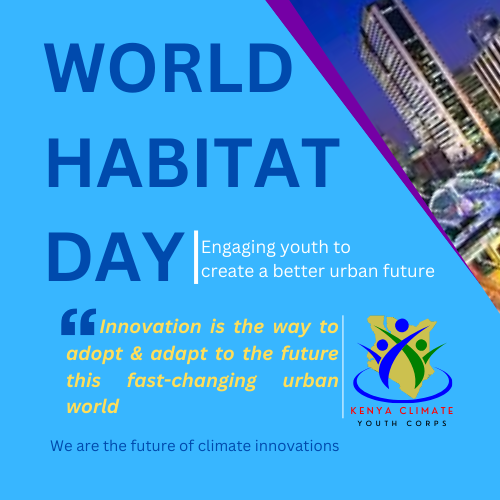 WORLD
HABITAT
DAY
Engaging youth to
create a better urban future
“Innovation is the way to
adopt & adapt to the future
this fast-changing urban
world
KENYA CLIMATE
YOUTH CORPS
We are the future of climate innovations